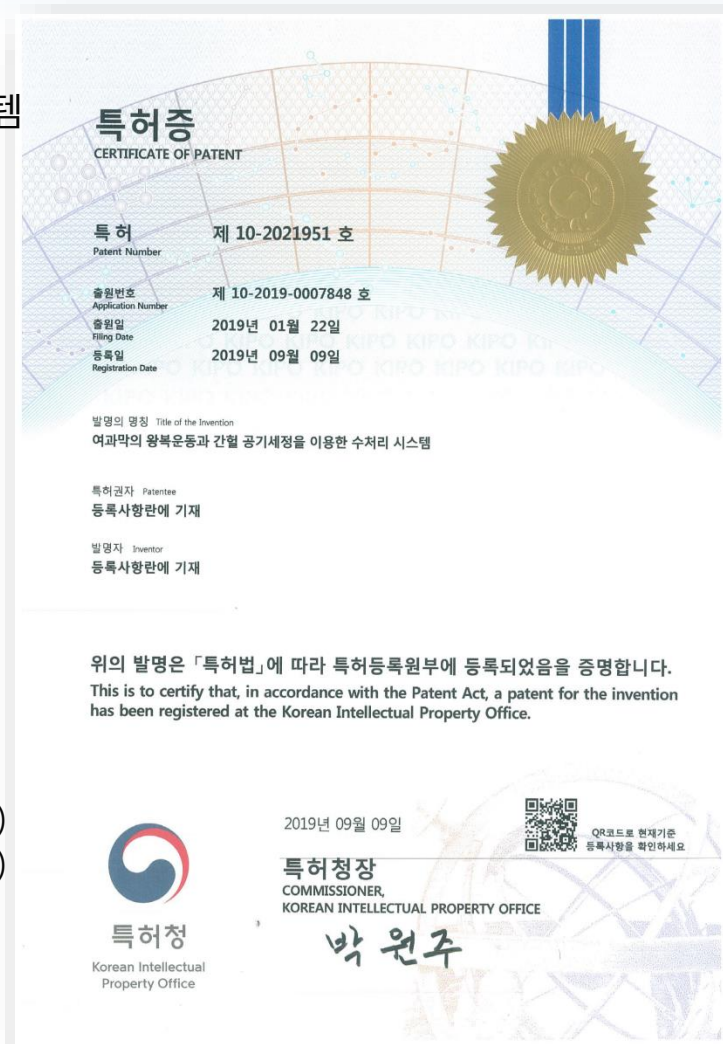 템
특허증
CERTIFICATE OF PATENT
특 허 제 10-2021951 호
Patent Number
출원번호 제 10-2019-0007848 호
Application Number
출원일 2019년 01월 22일
Filing Date
등록일 2019년 09월 09일
Registration Date
발명의 명칭 Title of the Invention
여과막의 왕복운동과 간헐 공기세정을 이용한 수처리 시스템
특허권자 Patentee
등록사항란에 기재
발명자 Inventor
등록사항란에 기재
위의 발명은 「특허법」에 따라 특허등록원부에 등록되었음을 증명합니다.
This is to certify that, in accordance with the Patent Act, a patent for the invention
has been registered at the Korean Intellectual Property Office.
)
)
2019년 09월 09일
QR코드로 현재기준
등록사항을 확인하세요
특허청장
COMMISSIONER,
KOREAN INTELLECTUAL PROPERTY OFFICE
박원주
특허청
Korean Intellectual
Property Office